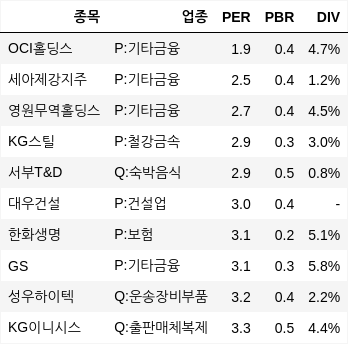 종목 업종 PER PBR DIV
OCI홀딩스 P:기타금융 1.9 0.4 4.7%
세아제강지주 P:기타금융 2.5 0.4 1.2%
영원무역홀딩스 P:기타금융 2.7 0.4 4.5%
KG스틸 P:철강금속 2.9 0.3 3.0%
서부T&D Q:숙박음식 2.9 0.5 0.8%
대우건설 P:건설업 3.0 0.4 -
한화생명 P:보험 3.1 0.2 5.1%
GS P:기타금융 3.1 0.3 5.8%
성우하이텍 Q:운송장비부품 3.2 0.4 2.2%
KG이니시스 Q:출판매체복제 3.3 0.5 4.4%